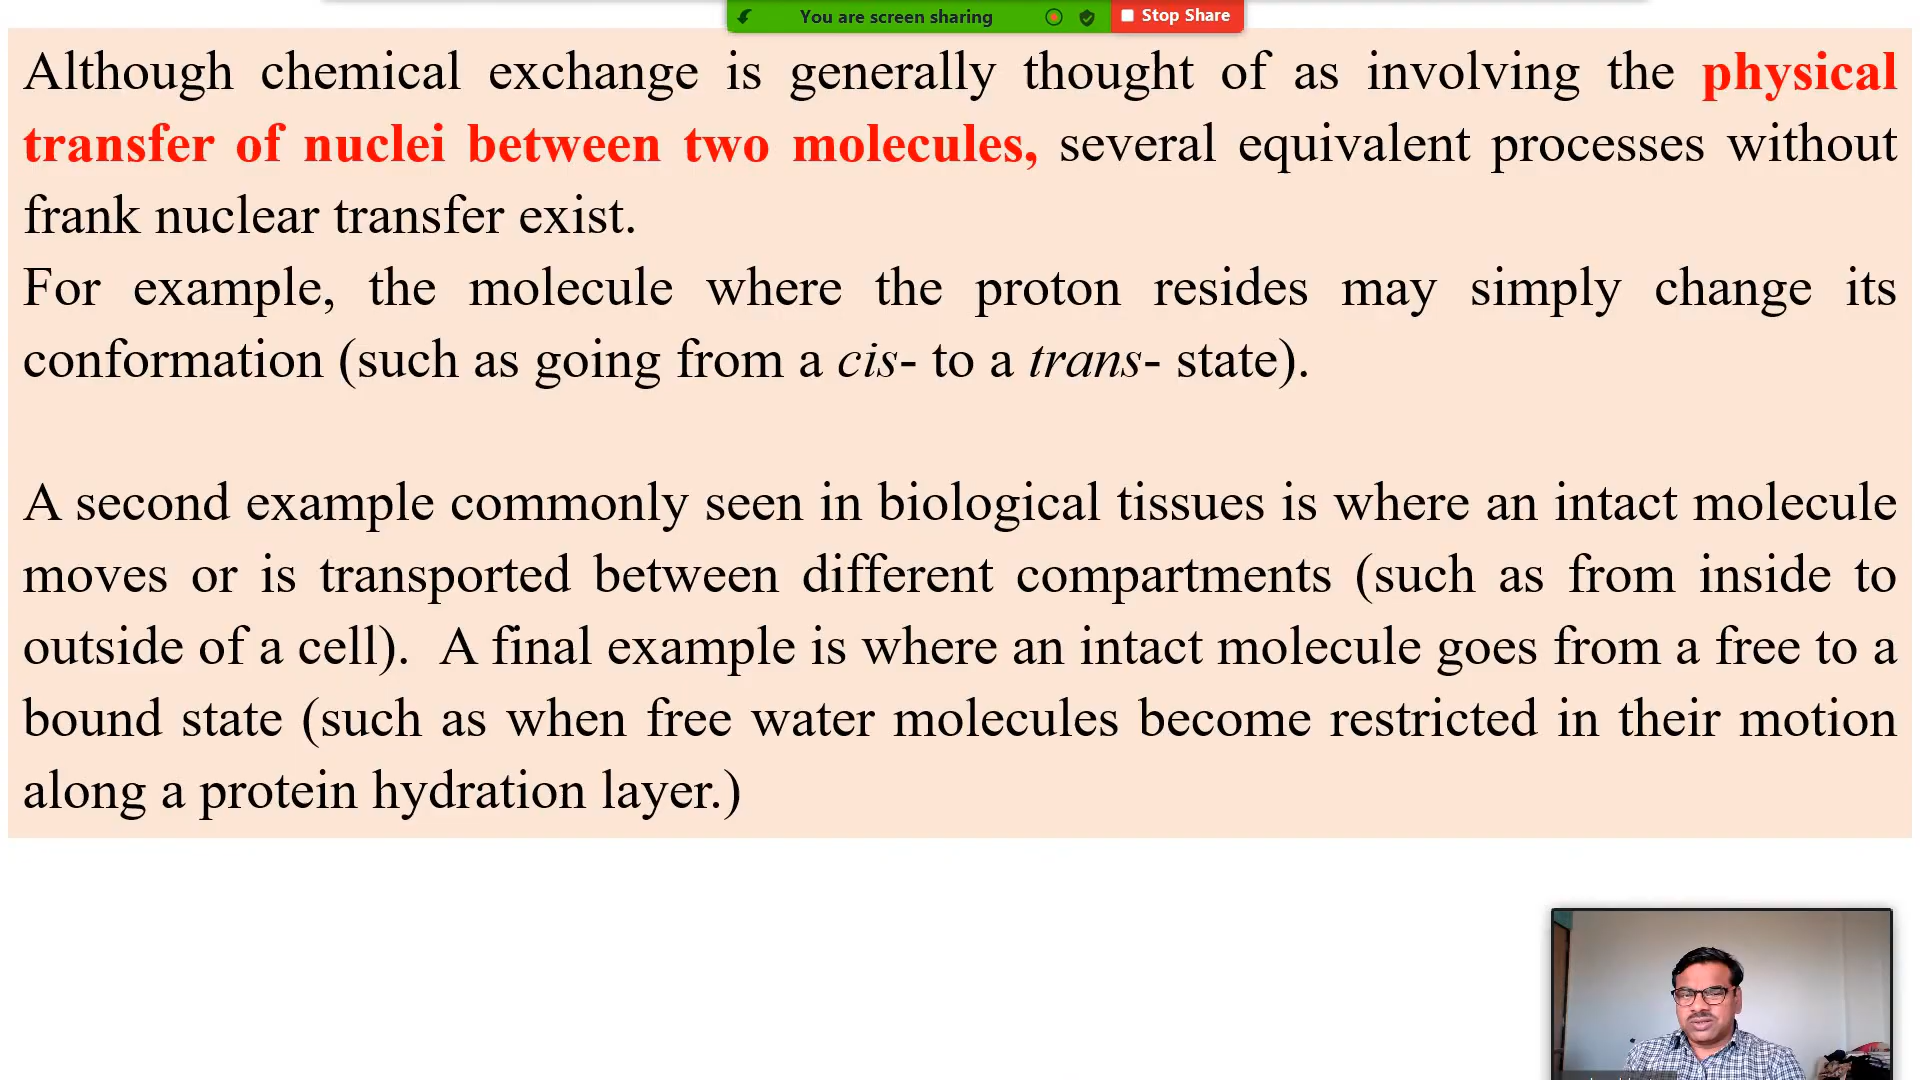 You are screen sharing
Stop Share
Although chemical exchange is generally thought of as involving the physical
transfer of nuclei between two molecules, several equivalent processes without
frank nuclear transfer exist.
For example, the molecule where the proton resides may simply change its
conformation (such as going from a cis- to a trans- state).
A second example commonly seen in biological tissues is where an intact molecule
moves or is transported between different compartments (such as from inside to
outside of a cell).  A final example is where an intact molecule goes from a free to a
bound state (such as when free water molecules become restricted in their motion
along a protein hydration layer.)